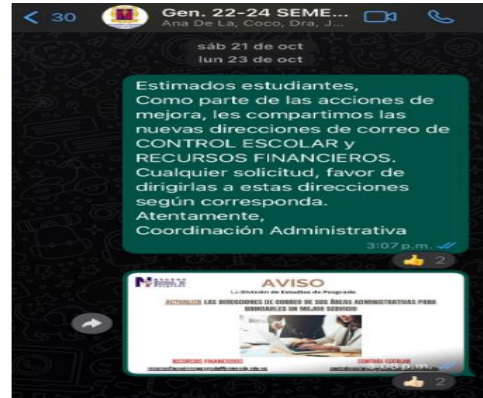 30
Gen. 22-24 SEME...
Ana De La, Coco, Dra, J...
sáb 21 de oct
lun 23 de oct
Estimados estudiantes,
Como parte de las acciones de
mejora, les compartimos las
nuevas direcciones de correo de
CONTROL ESCOLAR y
RECURSOS FINANCIEROS.
Cualquier solicitud, favor de
dirigirlas a estas direcciones
según corresponda.
Atentamente,
Coordinación Administrativa
3:07 p.m.
2
AVISO
La División de Estudios de Posgrado
ACTUALIZA LAS DIRECCIONES DE CORREO DE SUS ÁREAS ADMINISTRATIVAS PARA
BRINDARLES UN MEJOR SERVICIO
RECURSOS FINANCIEROS
CONTROL ESCOLAR
3:08 p.m.
2